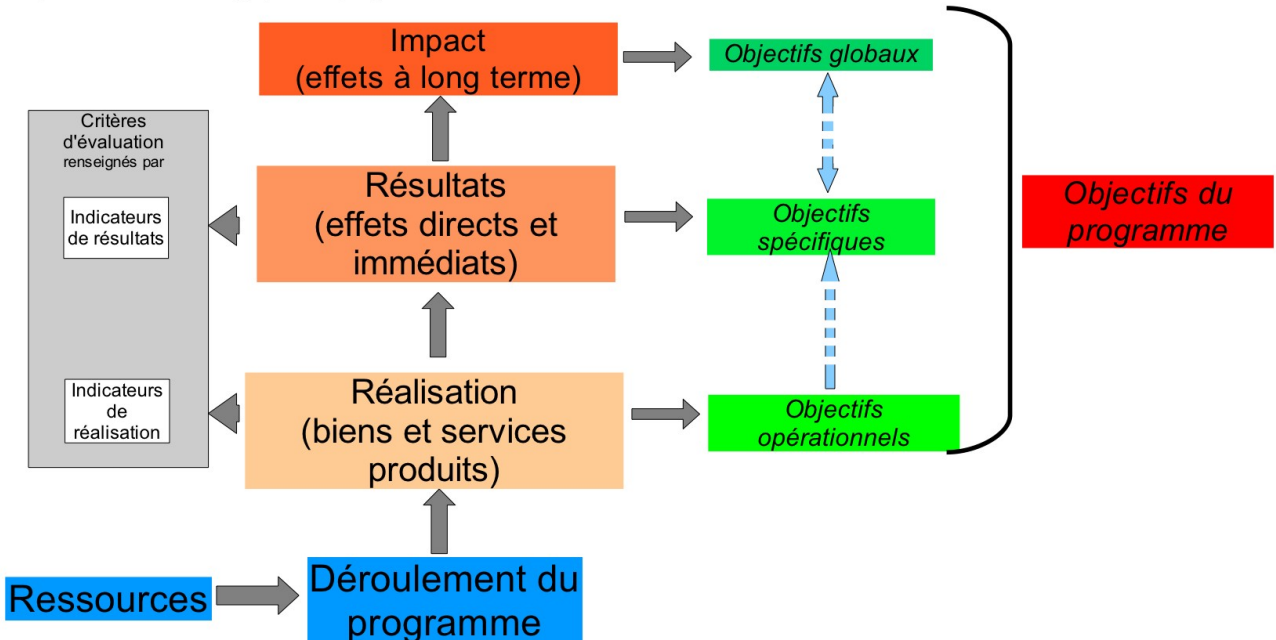 Impact
(effets à long terme)
Objectifs globaux
Critères
d'évaluation
renseignés par
Indicateurs
de résultats
Résultats
(effets directs et
immédiats)
Objectifs
spécifiques
Objectifs du
programme
Indicateurs
de
réalisation
Réalisation
(biens et services
produits)
Objectifs
opérationnels
Ressources
Déroulement du
programme